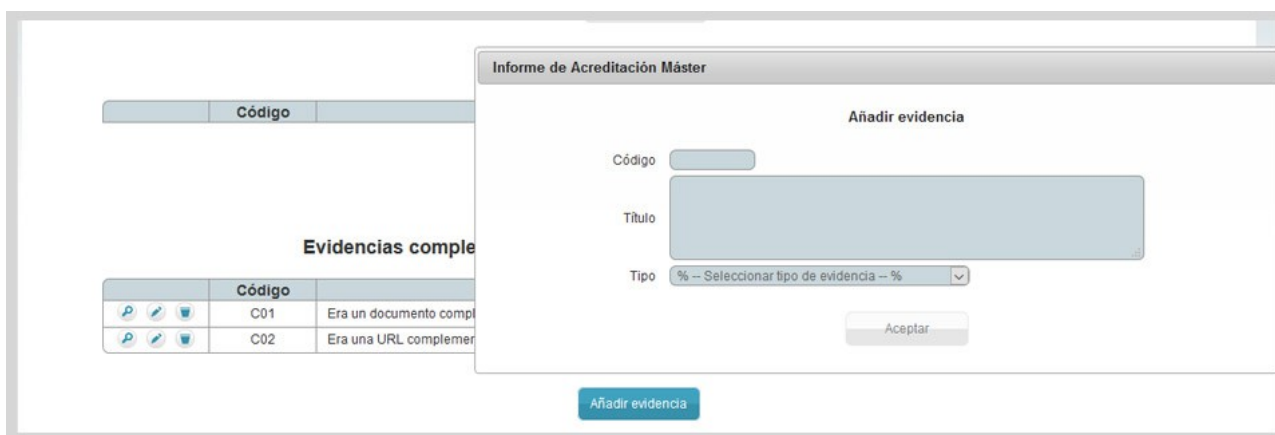 Informe de Acreditación Máster
Código
Añadir evidencia
Código
Título
Tipo % -- Seleccionar tipo de evidencia -- %
Aceptar
Evidencias comple
Código
C01 Era un documento compl
C02 Era una URL complemer
Añadir evidencia